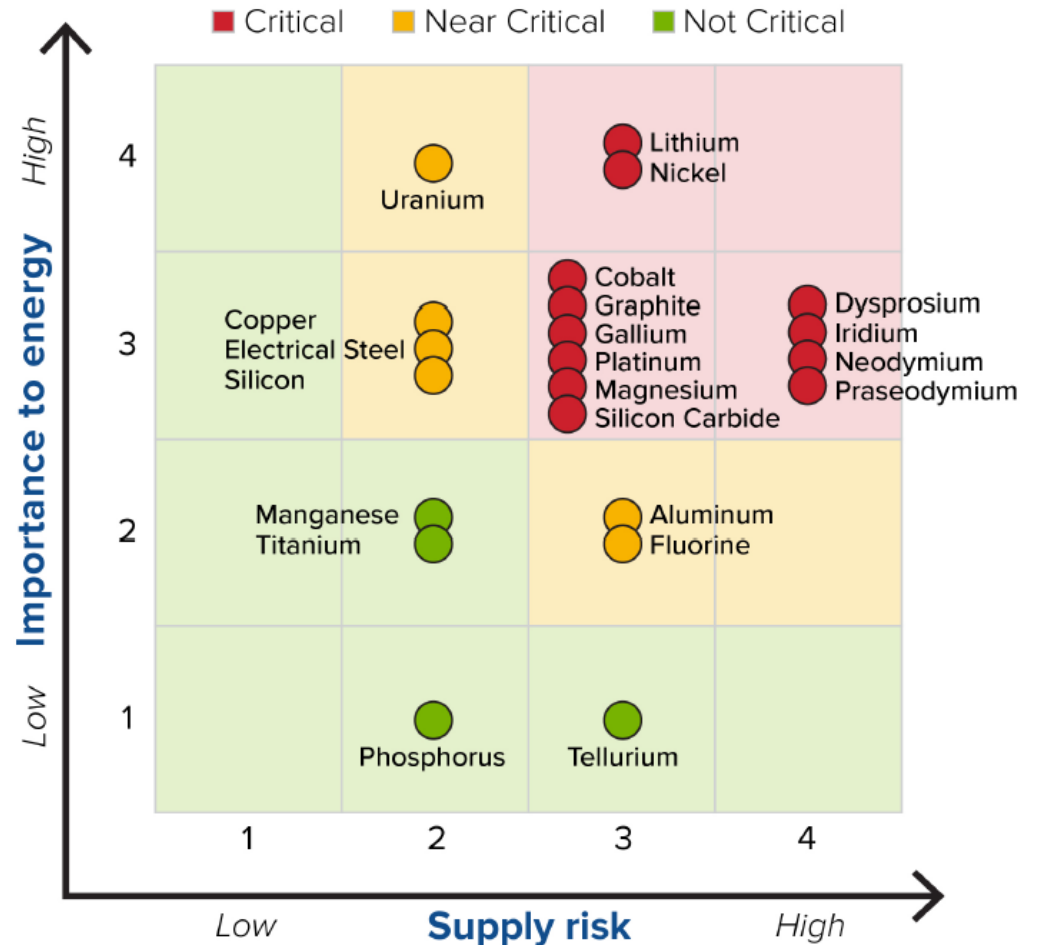 Critical
Near Critical
Not Critical
High
Importance to energy
Low
4
Uranium
Lithium
Nickel
3
Copper
Electrical Steel
Silicon
Cobalt
Graphite
Gallium
Platinum
Magnesium
Silicon Carbide
Dysprosium
Iridium
Neodymium
Praseodymium
2
Manganese
Titanium
Aluminum
Fluorine
1
Phosphorus
Tellurium
1 2 3 4
Low Supply risk High